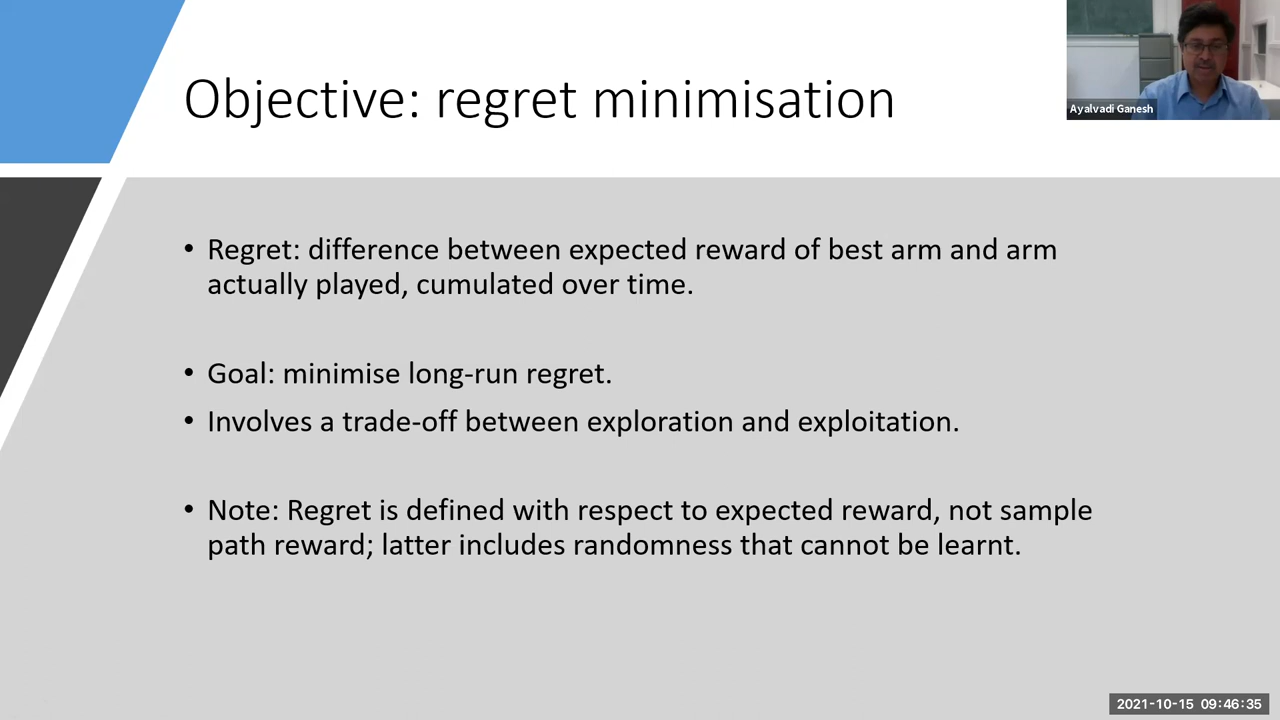 Objective: regret minimisation
Ayalvadi Ganesh
• Regret: difference between expected reward of best arm and arm
actually played, cumulated over time.
• Goal: minimise long-run regret.
• Involves a trade-off between exploration and exploitation.
• Note: Regret is defined with respect to expected reward, not sample
path reward; latter includes randomness that cannot be learnt.
2021-10-15 09:46:35